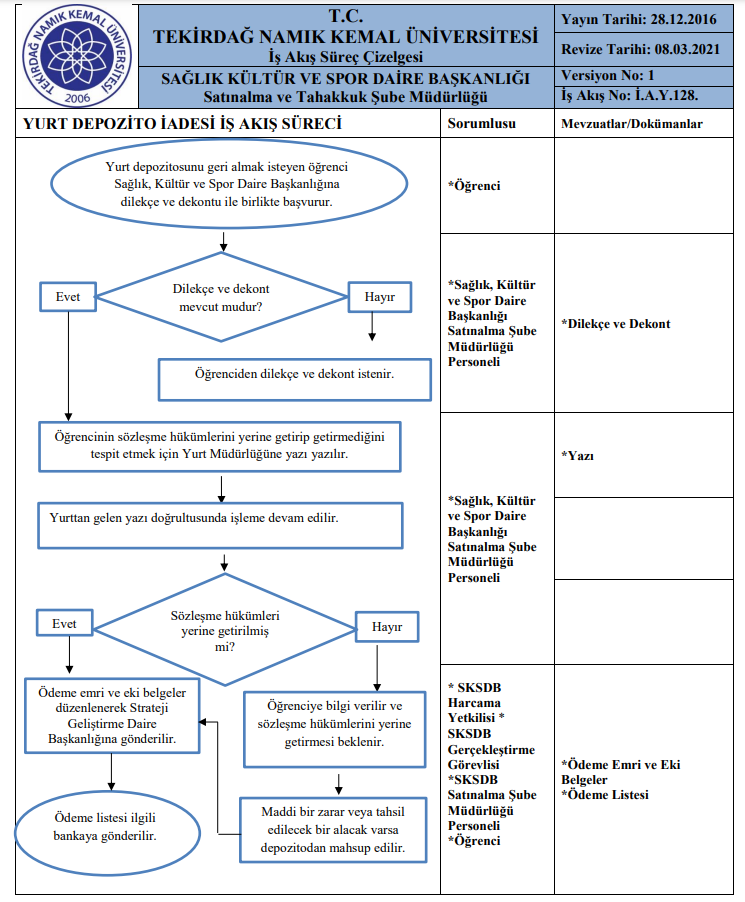 TEKİRDAĞ NAMIK KEMAL ÜNİVERSİTESİ
2006
T.C.
TEKİRDAĞ NAMIK KEMAL ÜNİVERSİTESİ
İş Akış Süreç Çizelgesi
SAĞLIK KÜLTÜR VE SPOR DAİRE BAŞKANLIĞI
Satınalma ve Tahakkuk Şube Müdürlüğü
Yayın Tarihi: 28.12.2016
Revize Tarihi: 08.03.2021
Versiyon No: 1
İş Akış No: İ.A.Y.128.
YURT DEPOZİTO İADESİ İŞ AKIŞ SÜRECİ
Sorumlusu
Mevzuatlar/Dokümanlar
Yurt depozitosunu geri almak isteyen öğrenci
Sağlık, Kültür ve Spor Daire Başkanlığına
dilekçe ve dekontu ile birlikte başvurur.
*Öğrenci
Dilekçe ve dekont
mevcut mudur?
Evet
Hayır
Öğrenciden dilekçe ve dekont istenir.
*Sağlık, Kültür
ve Spor Daire
Başkanlığı
Satınalma Şube
Müdürlüğü
Personeli
*Dilekçe ve Dekont
Öğrencinin sözleşme hükümlerini yerine getirip getirmediğini
tespit etmek için Yurt Müdürlüğüne yazı yazılır.
Yurttan gelen yazı doğrultusunda işleme devam edilir.
*Sağlık, Kültür
ve Spor Daire
Başkanlığı
Satınalma Şube
Müdürlüğü
Personeli
*Yazı
Sözleşme hükümleri
yerine getirilmiş
mi?
Evet
Hayır
Ödeme emri ve eki belgeler
düzenlenerek Strateji
Geliştirme Daire
Başkanlığına gönderilir.
Öğrenciye bilgi verilir ve
sözleşme hükümlerini yerine
getirmesi beklenir.
Ödeme listesi ilgili
bankaya gönderilir.
Maddi bir zarar veya tahsil
edilecek bir alacak varsa
depozitodan mahsup edilir.
* SKSDB
Harcama
Yetkilisi *
SKSDB
Gerçekleştirme
Görevlisi
*SKSDB
Satınalma Şube
Müdürlüğü
Personeli
*Öğrenci
*Ödeme Emri ve Eki
Belgeler
*Ödeme Listesi